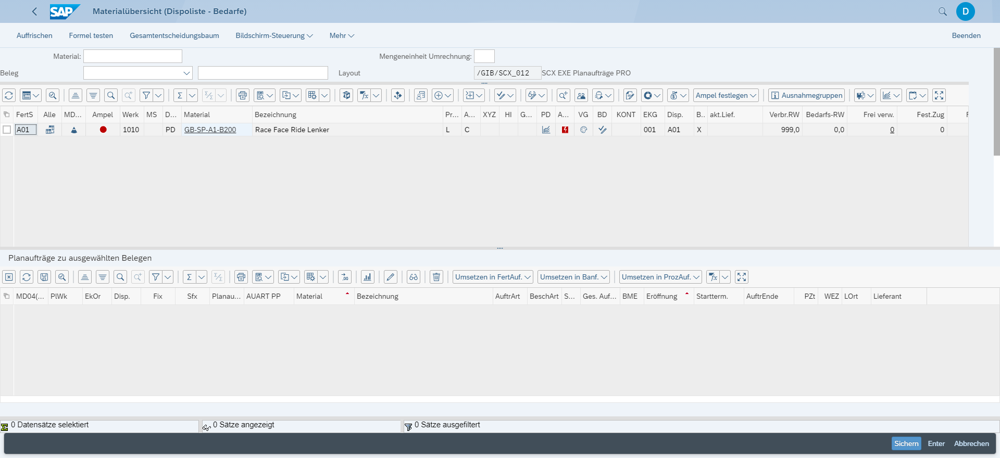 SAP Materialübersicht (Dispoliste - Bedarfe) D
Auffrischen Formel testen Gesamtentscheidungsbaum Bildschirm-Steuerung Mehr Beenden
Material: Mengeneinheit Umrechnung:
Beleg Layout /GIB/SCX_012 SCX EXE Planaufträge PRO
Ampel festlegen Ausnahmegruppen
FertS Alle MD... Ampel Werk MS D... Material Bezeichnung Pr... A... XYZ HI G... PD A... VG BD KONT EKG Disp. B.. akt.Lief. Verbr.RW Bedarfs-RW Frei verw. Fest.Zug
A01 1010 PD GB-SP-A1-B200 Race Face Ride Lenker L C 001 A01 X 999,0 0,0 0 0
Planaufträge zu ausgewählten Belegen
Umsetzen in FertAuf. Umsetzen in Banf. Umsetzen in ProzAuf.
MD04(... PlWk EkOr Disp. Fix Sfx Planau... AUART PP Material Bezeichnung AuftrArt BeschArt S... Ges. Auf... BME Eröffnung Startterm. AuftrEnde PZt WEZ LOrt Lieferant
0 Datensätze selektiert 0 Sätze angezeigt 0 Sätze ausgefiltert
Sichern Enter Abbrechen